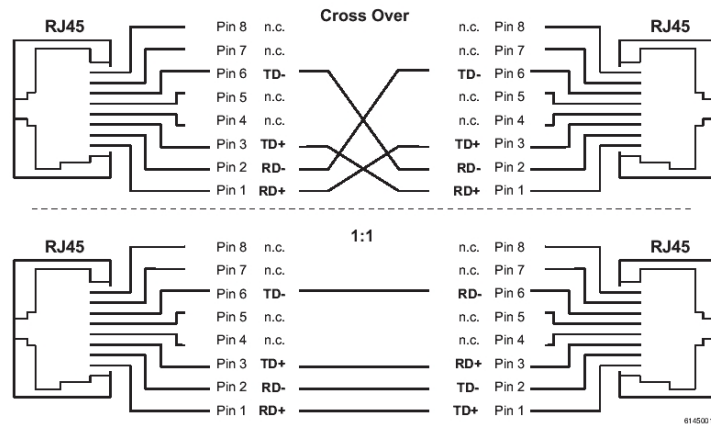 Cross Over
RJ45 Pin 8 n.c. n.c. Pin 8 RJ45
Pin 7 n.c. n.c. Pin 7
Pin 6 TD- TD- Pin 6
Pin 5 n.c. n.c. Pin 5
Pin 4 n.c. n.c. Pin 4
Pin 3 TD+ TD+ Pin 3
Pin 2 RD- RD- Pin 2
Pin 1 RD+ RD+ Pin 1
1:1
RJ45 Pin 8 n.c. n.c. Pin 8 RJ45
Pin 7 n.c. n.c. Pin 7
Pin 6 TD- RD- Pin 6
Pin 5 n.c. n.c. Pin 5
Pin 4 n.c. n.c. Pin 4
Pin 3 TD+ RD+ Pin 3
Pin 2 RD- TD- Pin 2
Pin 1 RD+ TD+ Pin 1